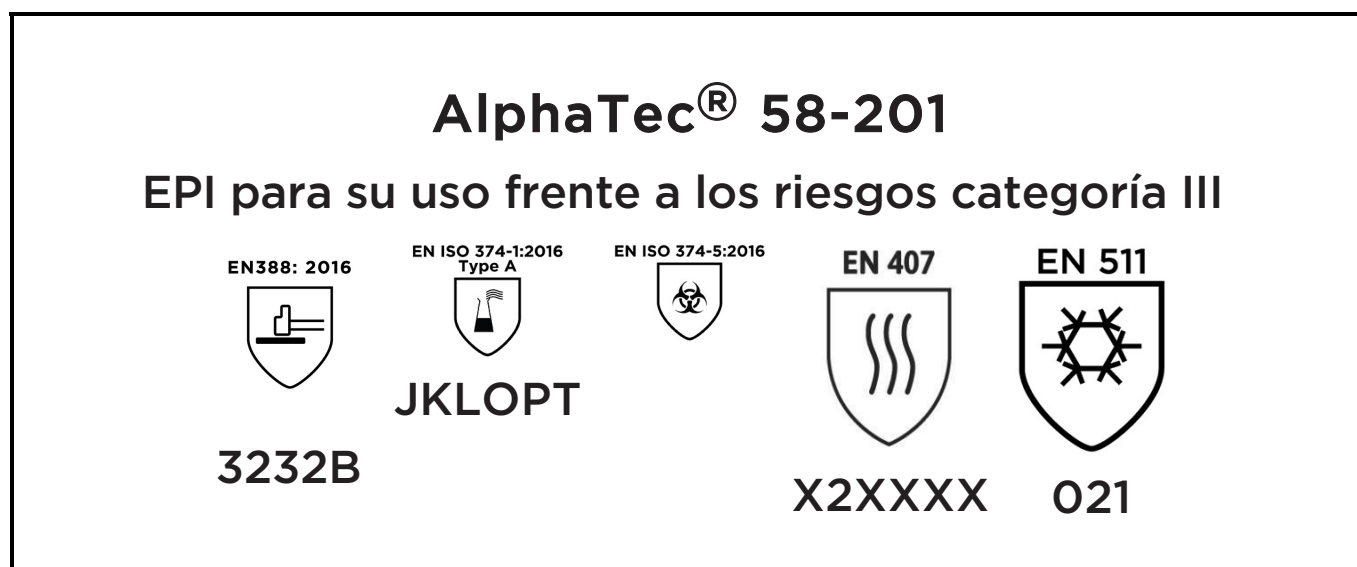 AlphaTec® 58-201
EPI para su uso frente a los riesgos categoría III
EN388: 2016
3232B
EN ISO 374-1:2016
Type A
JKLOPT
EN ISO 374-5:2016
EN 407
X2XXXX
EN 511
021